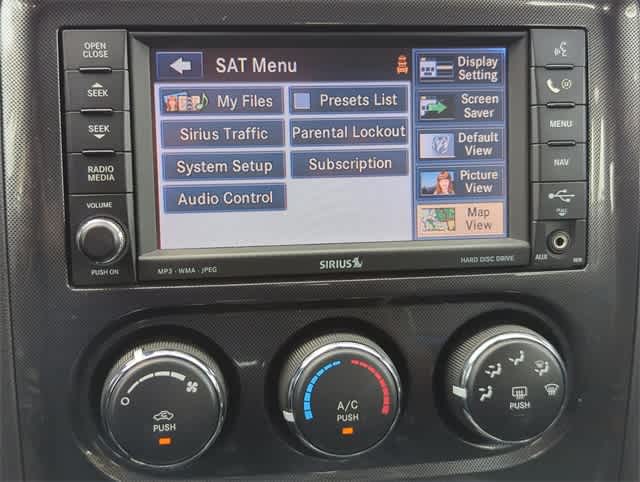 OPEN
CLOSE
SEEK
SEEK
RADIO
MEDIA
VOLUME
PUSH ON
SAT Menu
My Files
Presets List
Sirius Traffic
Parental Lockout
System Setup
Subscription
Audio Control
Display
Setting
Screen
Saver
Default
View
Picture
View
Map
View
MENU
NAV
PULL
AUX
MP3 · WMA · JPEG
SIRIUS
HARD DISC DRIVE
PUSH
A/C
PUSH
PUSH